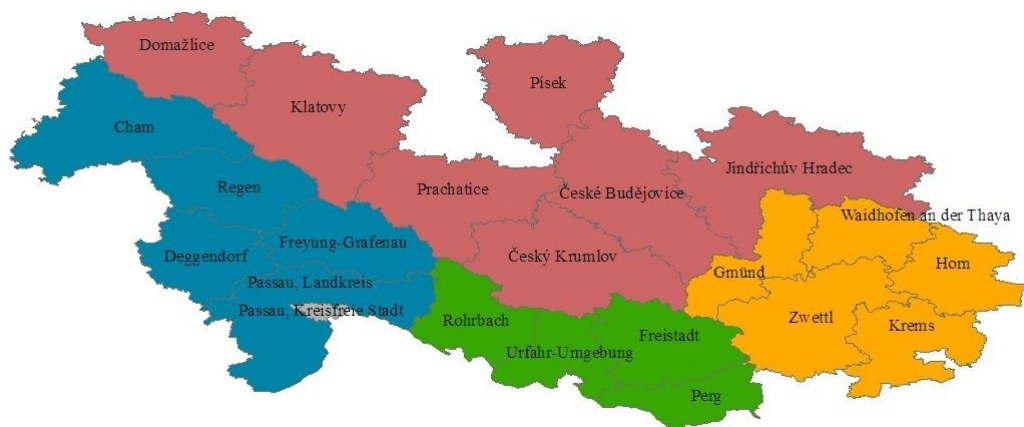 Domažlice
Písek
Klatovy
Cham
Jindřichův Hradec
Regen
Prachatice
České Budějovice
Waidhofen an der Thaya
Freyung-Grafenau
Deggendorf
Český Krumlov
Horn
Gmünd
Passau, Landkreis
Passau, Kreisfreie Stadt
Rohrbach
Zwettl
Krems
Freistadt
Urfahr-Umgebung
Perg